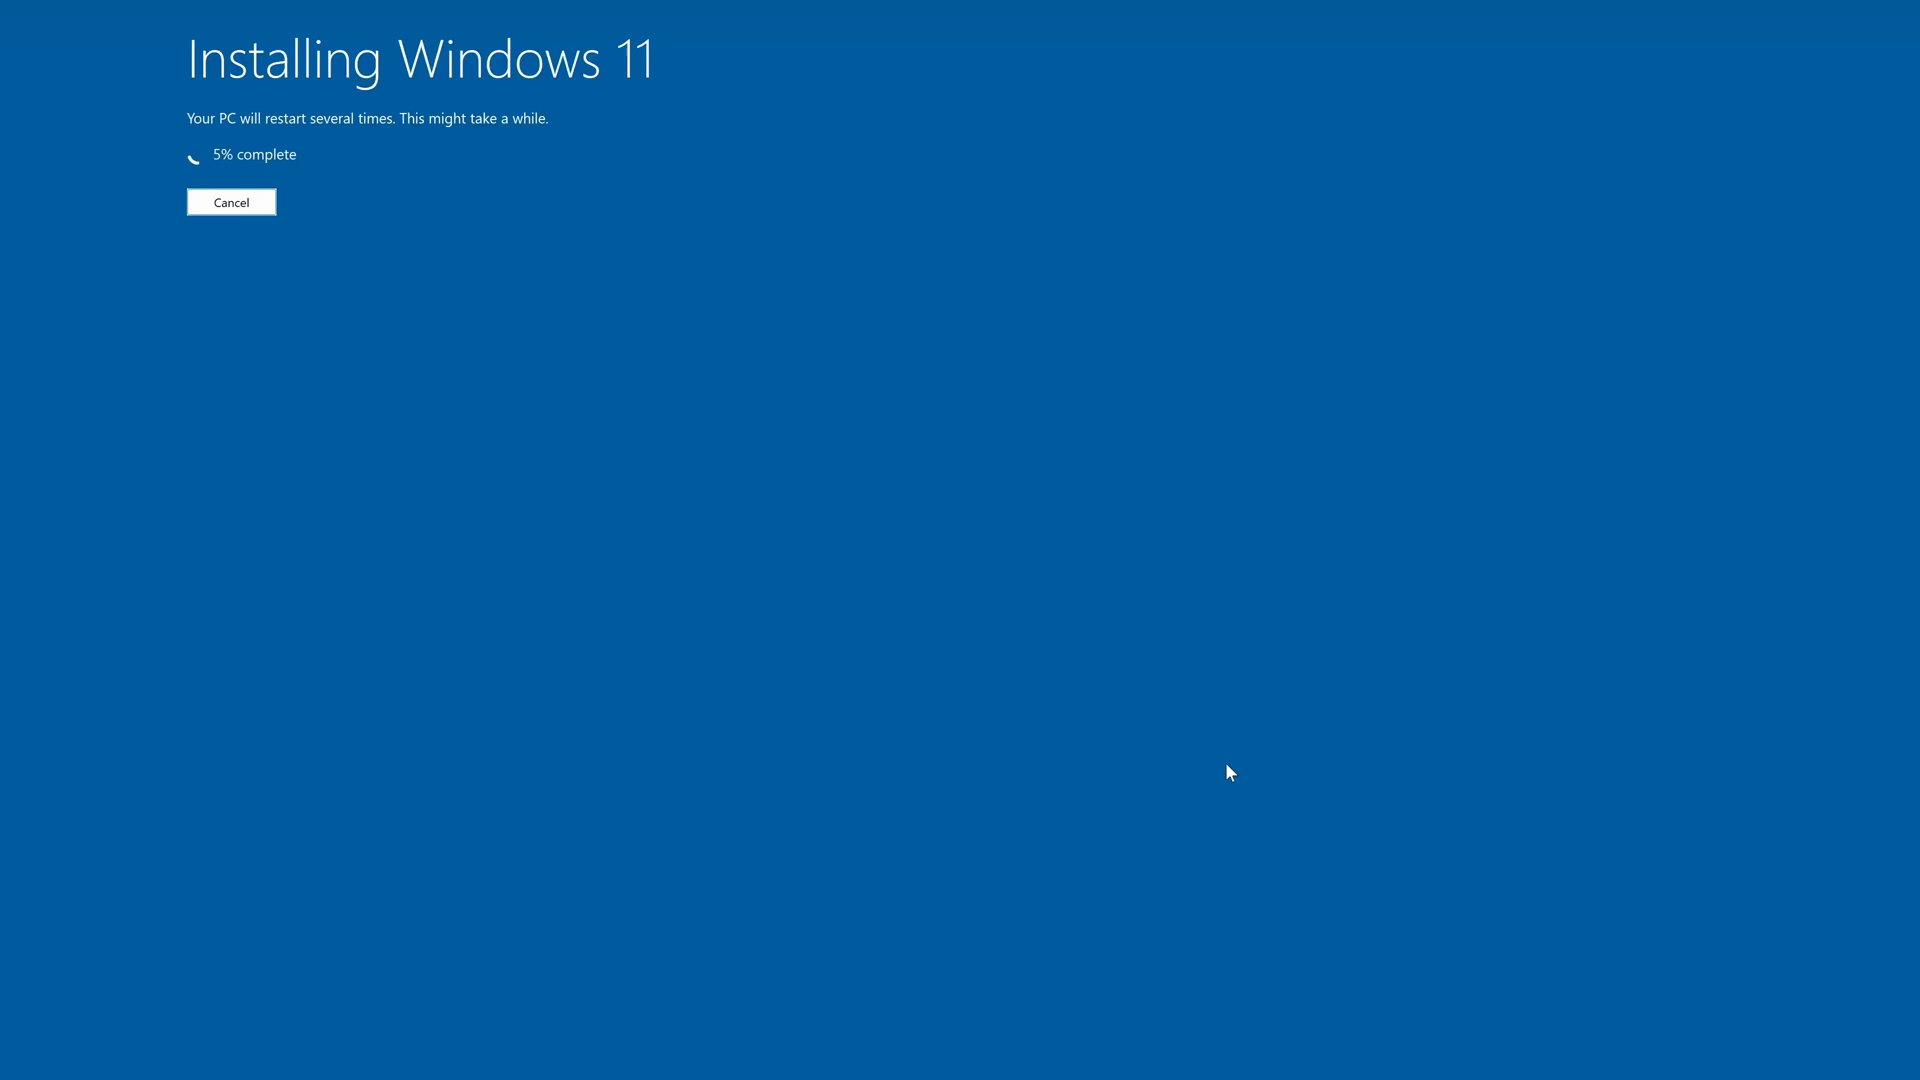 Installing Windows 11
Your PC will restart several times. This might take a while.
5% complete
Cancel